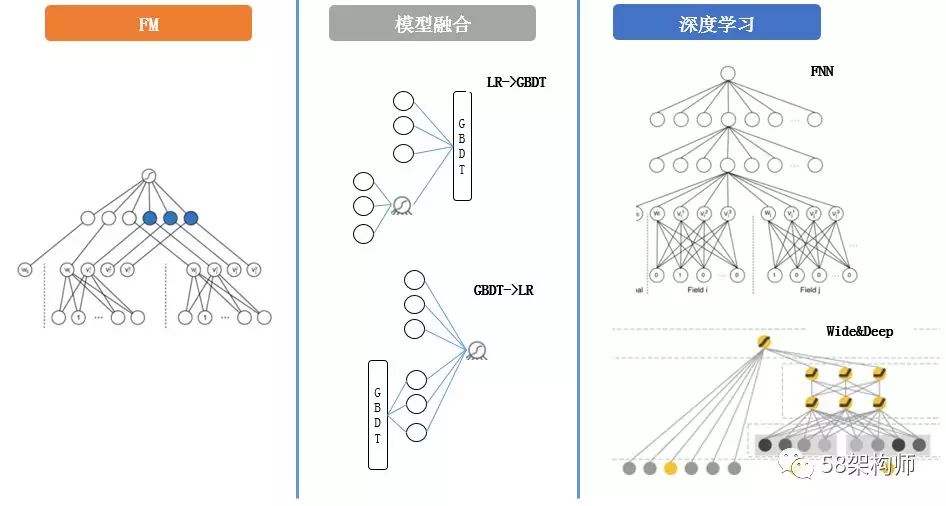 FM
模型融合
深度学习
LR->GBDT
G
B
D
T
GBDT->LR
G
B
D
T
FNN
Field i
Field j
Wide&Deep
58架构师